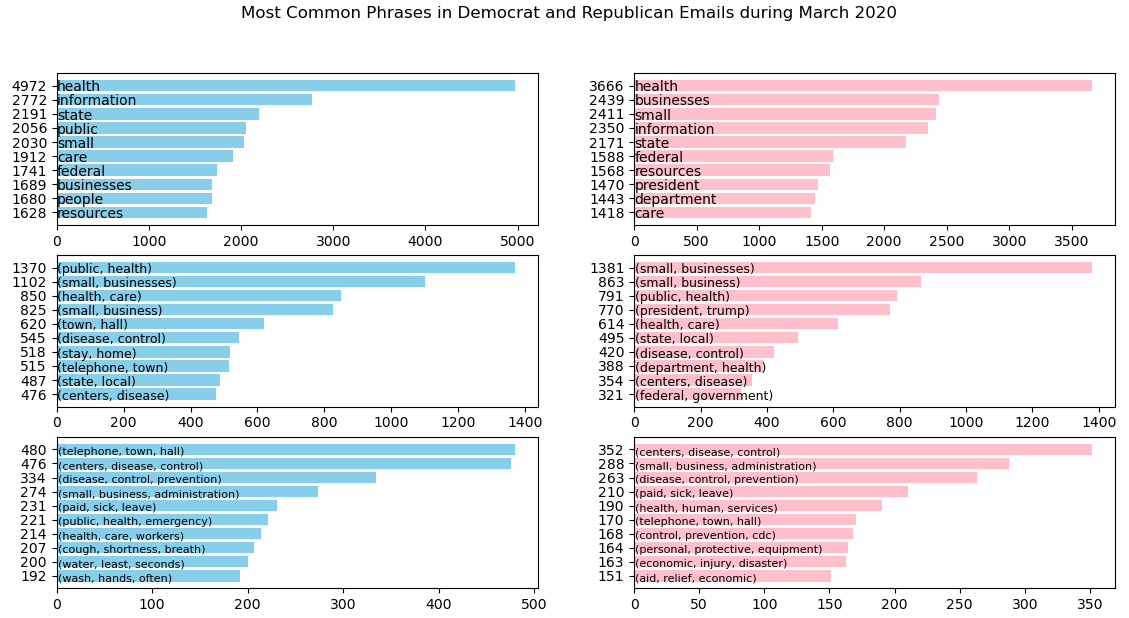 Most Common Phrases in Democrat and Republican Emails during March 2020
4972 health
2772 information
2191 state
2056 public
2030 small
1912 care
1741 federal
1689 businesses
1680 people
1628 resources
0 1000 2000 3000 4000 5000
3666 health
2439 businesses
2411 small
2350 information
2171 state
1588 federal
1568 resources
1470 president
1443 department
1418 care
0 500 1000 1500 2000 2500 3000 3500
1370 (public, health)
1102 (small, businesses)
850 (health, care)
825 (small, business)
620 (town, hall)
545 (disease, control)
518 (stay, home)
515 (telephone, town)
487 (state, local)
476 (centers, disease)
0 200 400 600 800 1000 1200 1400
1381 (small, businesses)
863 (small, business)
791 (public, health)
770 (president, trump)
614 (health, care)
495 (state, local)
420 (disease, control)
388 (department, health)
354 (centers, disease)
321 (federal, government)
0 200 400 600 800 1000 1200 1400
480 (telephone, town, hall)
476 (centers, disease, control)
334 (disease, control, prevention)
274 (small, business, administration)
231 (paid, sick, leave)
221 (public, health, emergency)
214 (health, care, workers)
207 (cough, shortness, breath)
200 (water, least, seconds)
192 (wash, hands, often)
0 100 200 300 400 500
352 (centers, disease, control)
288 (small, business, administration)
263 (disease, control, prevention)
210 (paid, sick, leave)
190 (health, human, services)
170 (telephone, town, hall)
168 (control, prevention, cdc)
164 (personal, protective, equipment)
163 (economic, injury, disaster)
151 (aid, relief, economic)
0 50 100 150 200 250 300 350